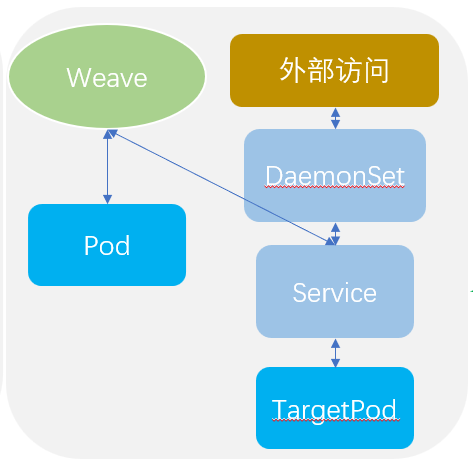 Weave
外部访问
DaemonSet
Pod
Service
TargetPod